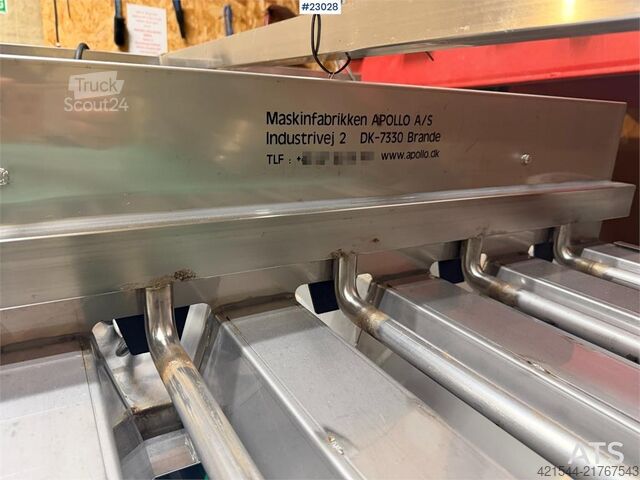 #23028
Truck
Scout24
Maskinfabrikken APOLLO A/S
Industrivej 2 DK-7330 Brande
TLF : + www.apollo.dk
ATS
421544-21767543